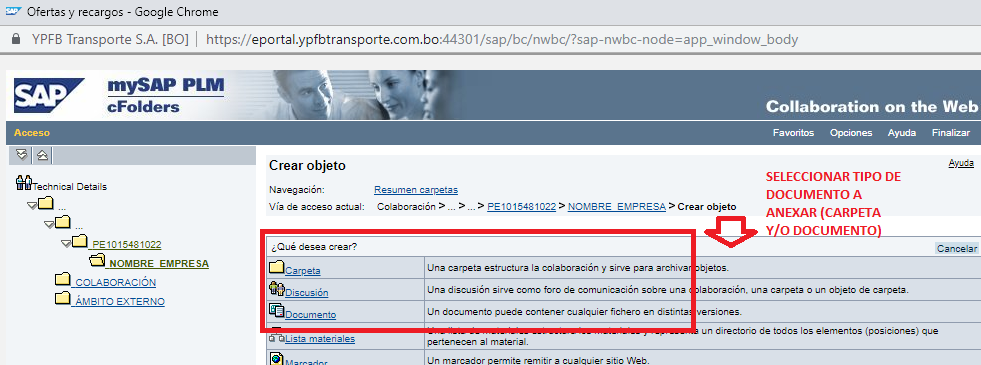 Ofertas y recargos - Google Chrome
YPFB Transporte S.A. [BO] | https://eportal.ypfbtransporte.com.bo:44301/sap/bc/nwbc/?sap-nwbc-node=app_window_body
SAP
mySAP PLM
cFolders
Collaboration on the Web
Acceso
Favoritos Opciones Ayuda Finalizar
Technical Details
...
...
PE1015481022
NOMBRE_EMPRESA
COLABORACIÓN
ÁMBITO EXTERNO
Crear objeto
Ayuda
Navegación: Resumen carpetas
Vía de acceso actual: Colaboración > ... > ... > PE1015481022 > NOMBRE_EMPRESA > Crear objeto
SELECCIONAR TIPO DE
DOCUMENTO A
ANEXAR (CARPETA
Y/O DOCUMENTO)
¿Qué desea crear?
Cancelar
Carpeta Una carpeta estructura la colaboración y sirve para archivar objetos.
Discusión Una discusión sirve como foro de comunicación sobre una colaboración, una carpeta o un objeto de carpeta.
Documento Un documento puede contener cualquier fichero en distintas versiones.
Lista materiales Una lista de materiales estructura los materiales y representa un directorio de todos los elementos (posiciones) que
pertenecen al material.
Marcador Un marcador permite remitir a cualquier sitio Web.